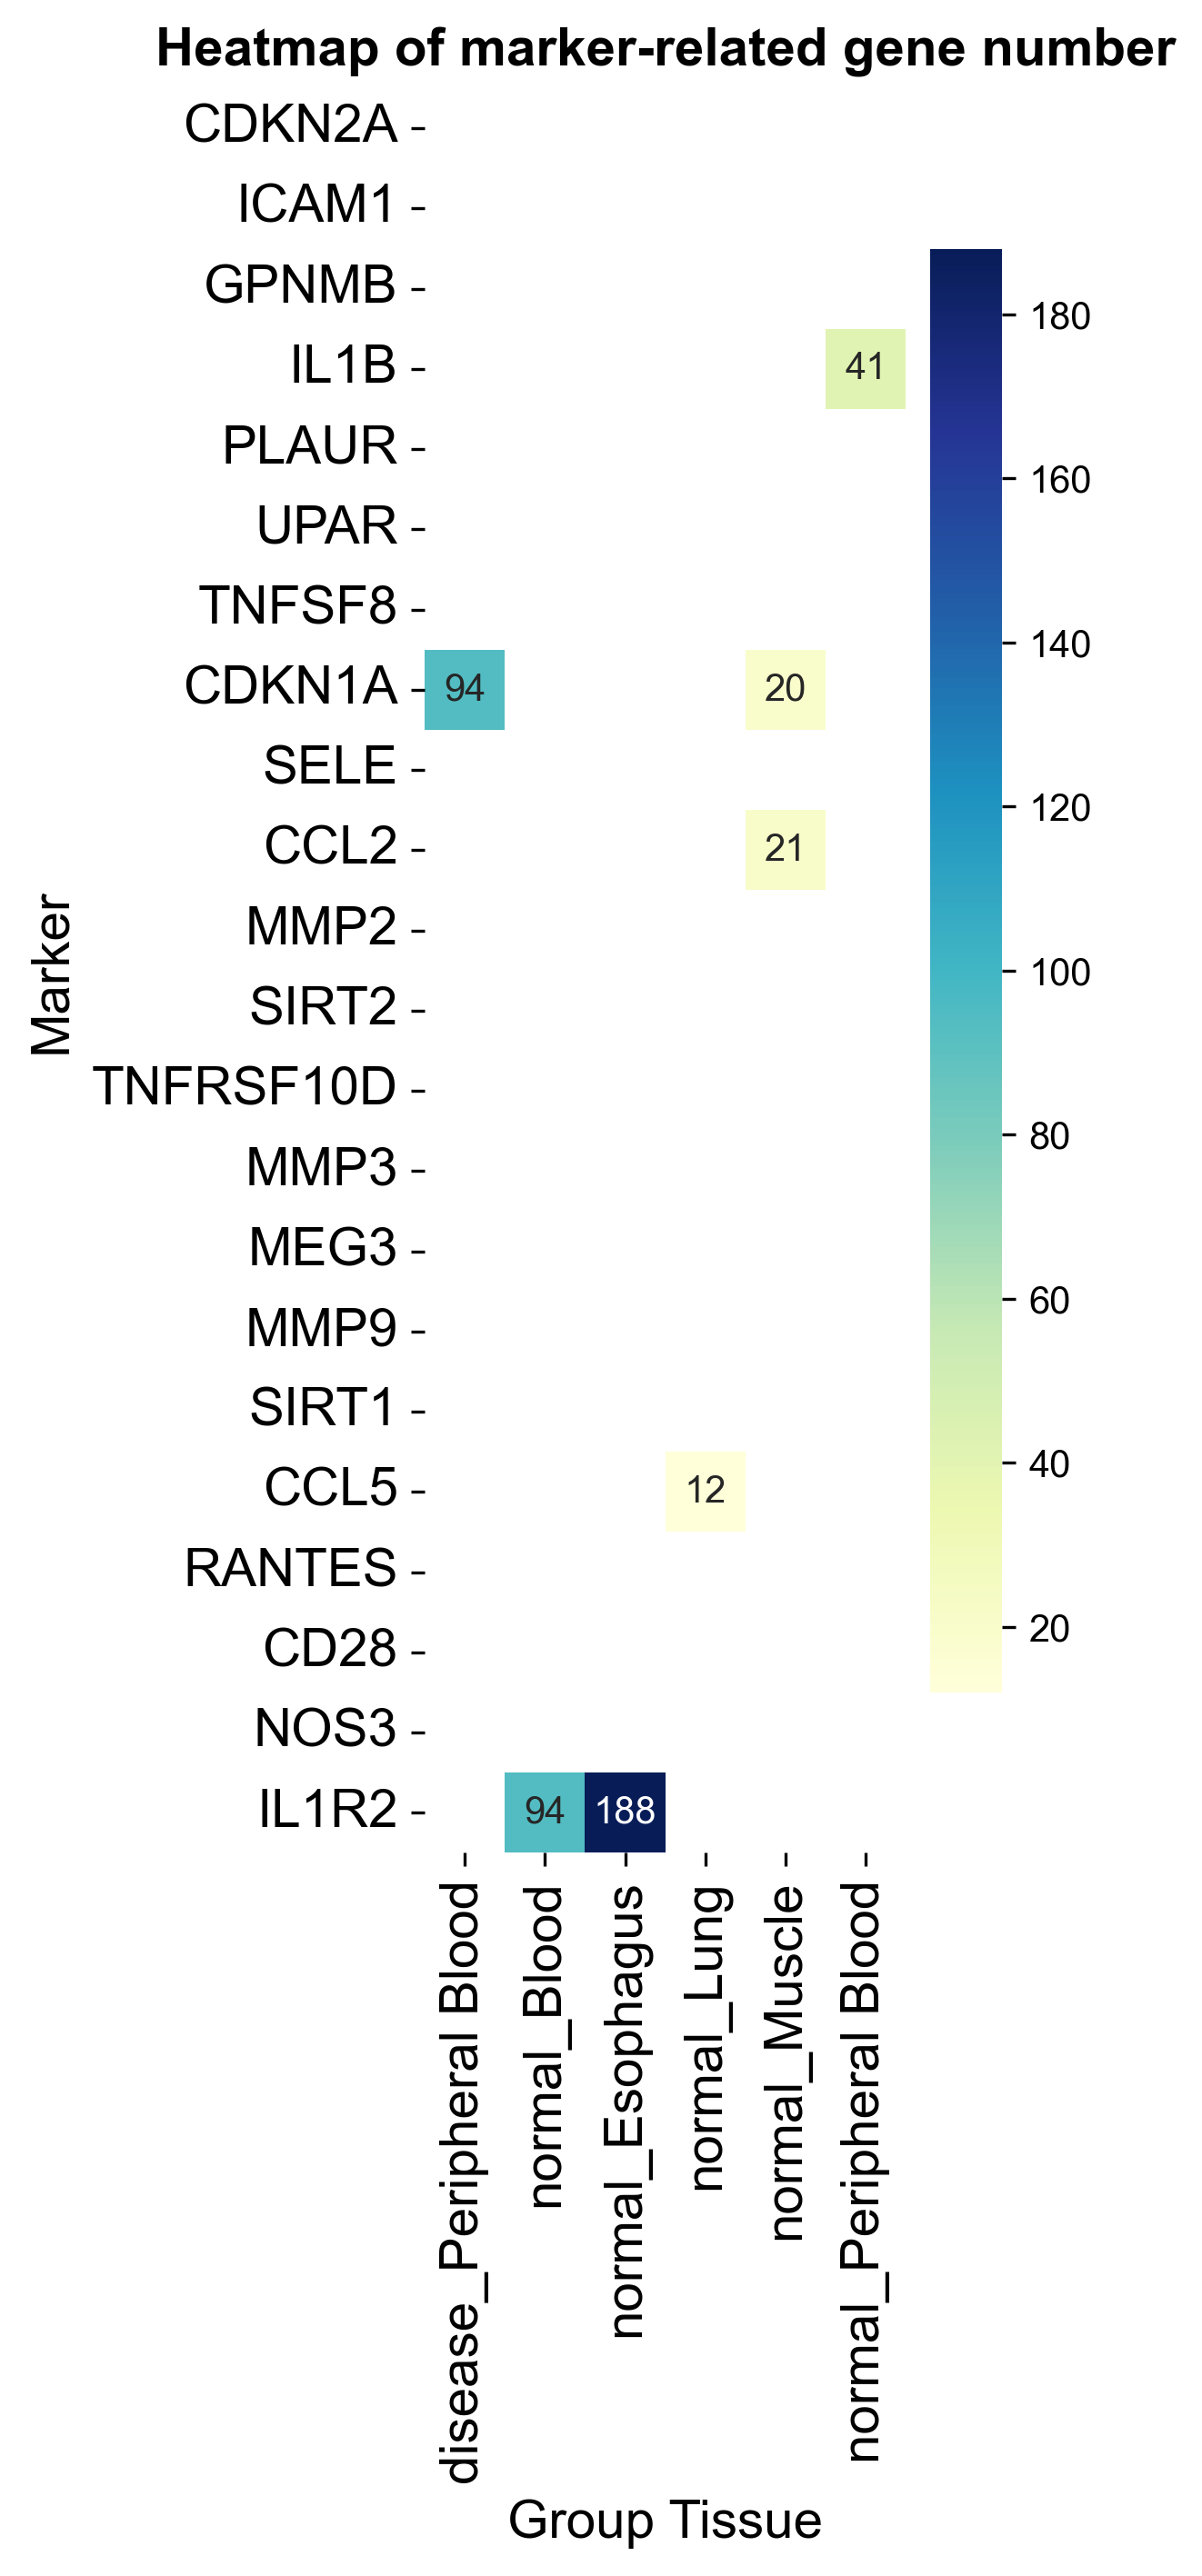 Heatmap of marker-related gene number
CDKN2A
ICAM1
GPNMB
IL1B
PLAUR
UPAR
TNFSF8
CDKN1A
SELE
CCL2
MMP2
SIRT2
TNFRSF10D
MMP3
MEG3
MMP9
SIRT1
CCL5
RANTES
CD28
NOS3
IL1R2
Marker
41
94
20
21
12
94
188
180
160
140
120
100
80
60
40
20
disease_Peripheral Blood
normal_Blood
normal_Esophagus
normal_Lung
normal_Muscle
normal_Peripheral Blood
Group Tissue